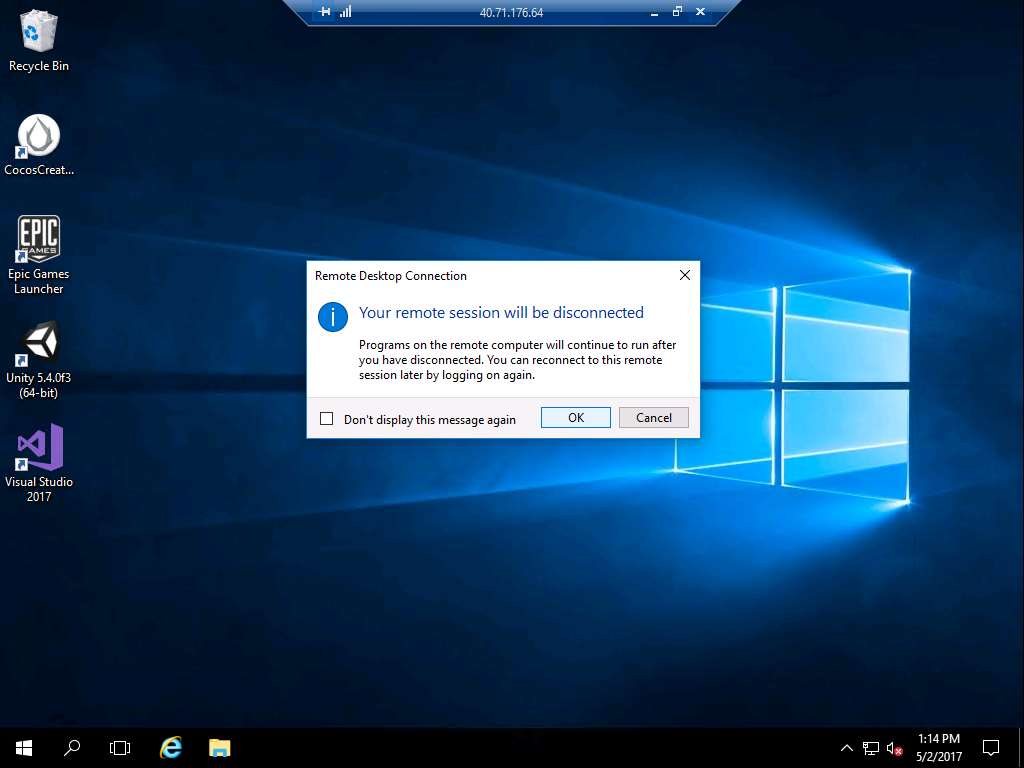 40.71.176.64
Recycle Bin
CocosCreat...
EPIC
GAMES
Epic Games
Launcher
Unity 5.4.0f3
(64-bit)
Visual Studio
2017
Remote Desktop Connection
Your remote session will be disconnected
Programs on the remote computer will continue to run after
you have disconnected. You can reconnect to this remote
session later by logging on again.
Don't display this message again
OK
Cancel
1:14 PM
5/2/2017